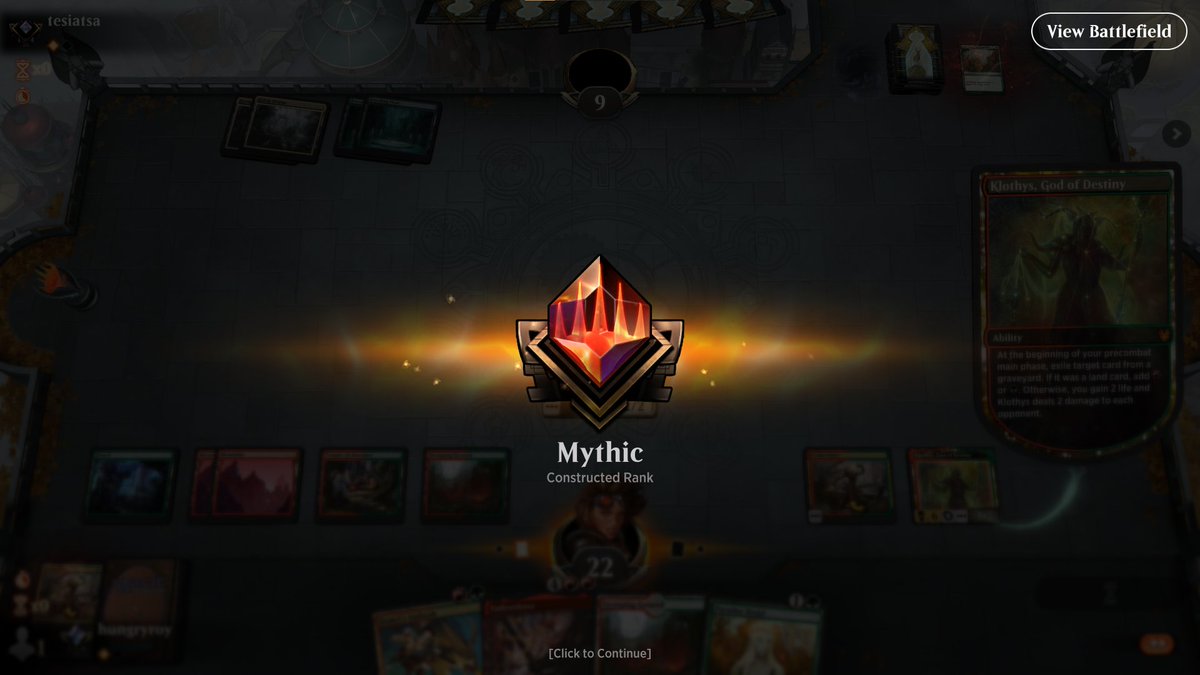 tesiatsa
View Battlefield
9
Klothys, God of Destiny
Ability
At the beginning of your precombat
main phase, exile target card from a
graveyard. If it was a land card, add
or Otherwise, you gain 2 life and
Klothys deals 2 damage to each
opponent.
Mythic
Constructed Rank
22
hungryroy
[Click to Continue]